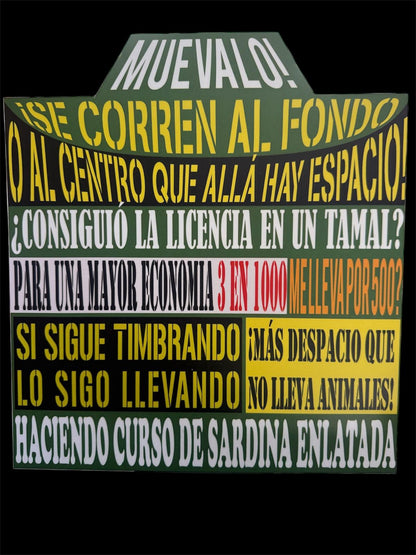 MUEVALO!
¡SE CORREN AL FONDO
O AL CENTRO QUE ALLÁ HAY ESPACIO!
¿CONSIGUIÓ LA LICENCIA EN UN TAMAL?
PARA UNA MAYOR ECONOMIA 3 EN 1000
ME LLEVA POR 500?
SI SIGUE TIMBRANDO
LO SIGO LLEVANDO
¡MÁS DESPACIO QUE
NO LLEVA ANIMALES!
HACIENDO CURSO DE SARDINA ENLATADA